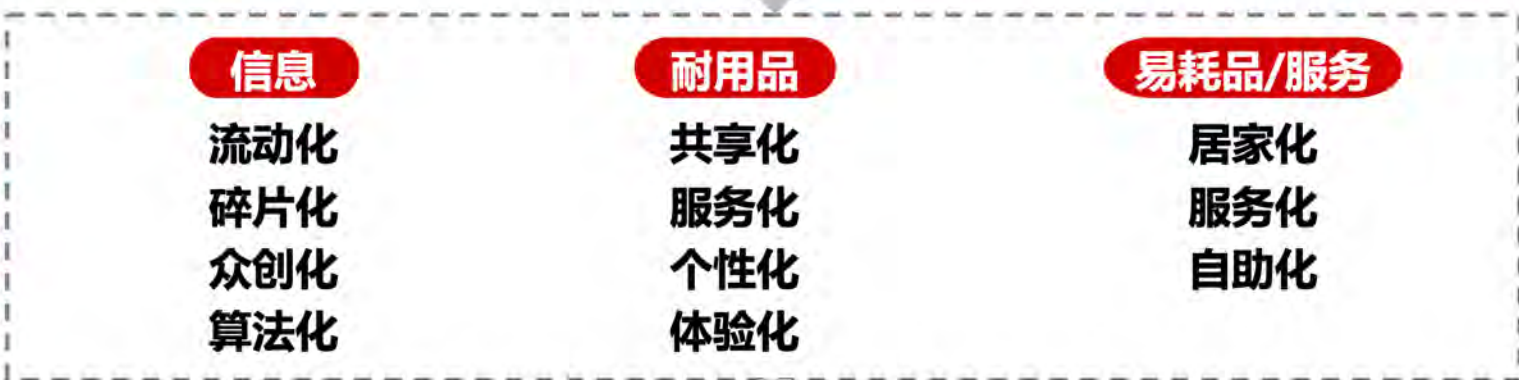 信息
流动化
碎片化
众创化
算法化
耐用品
共享化
服务化
个性化
体验化
易耗品/服务
居家化
服务化
自助化